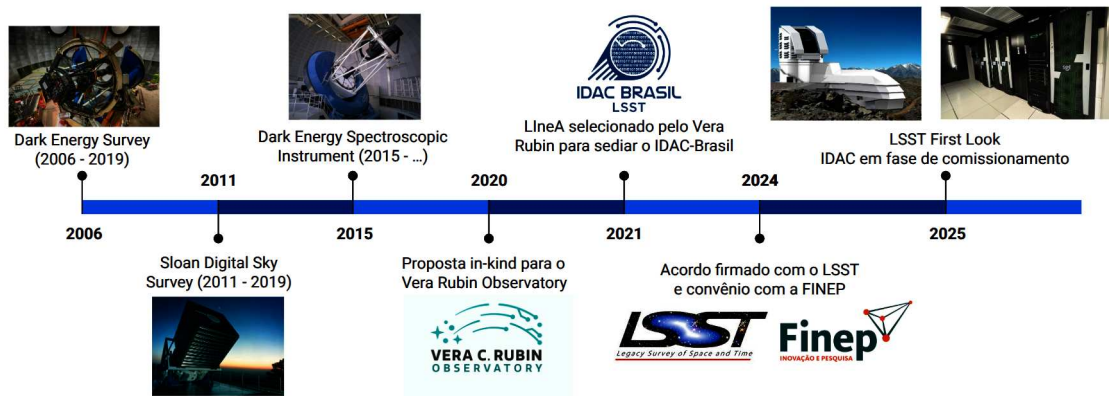 IDAC BRASIL
LSST
Dark Energy Survey
(2006 - 2019)
Dark Energy Spectroscopic
Instrument (2015 - ...)
LIneA selecionado pelo Vera
Rubin para sediar o IDAC-Brasil
LSST First Look
IDAC em fase de comissionamento
2011
2020
2024
2006
2015
2021
2025
Sloan Digital Sky
Survey (2011 - 2019)
Proposta in-kind para o
Vera Rubin Observatory
Acordo firmado com o LSST
e convênio com a FINEP
VERA C. RUBIN
OBSERVATORY
LSST
Legacy Survey of Space and Time
Finep
INOVAÇÃO E PESQUISA